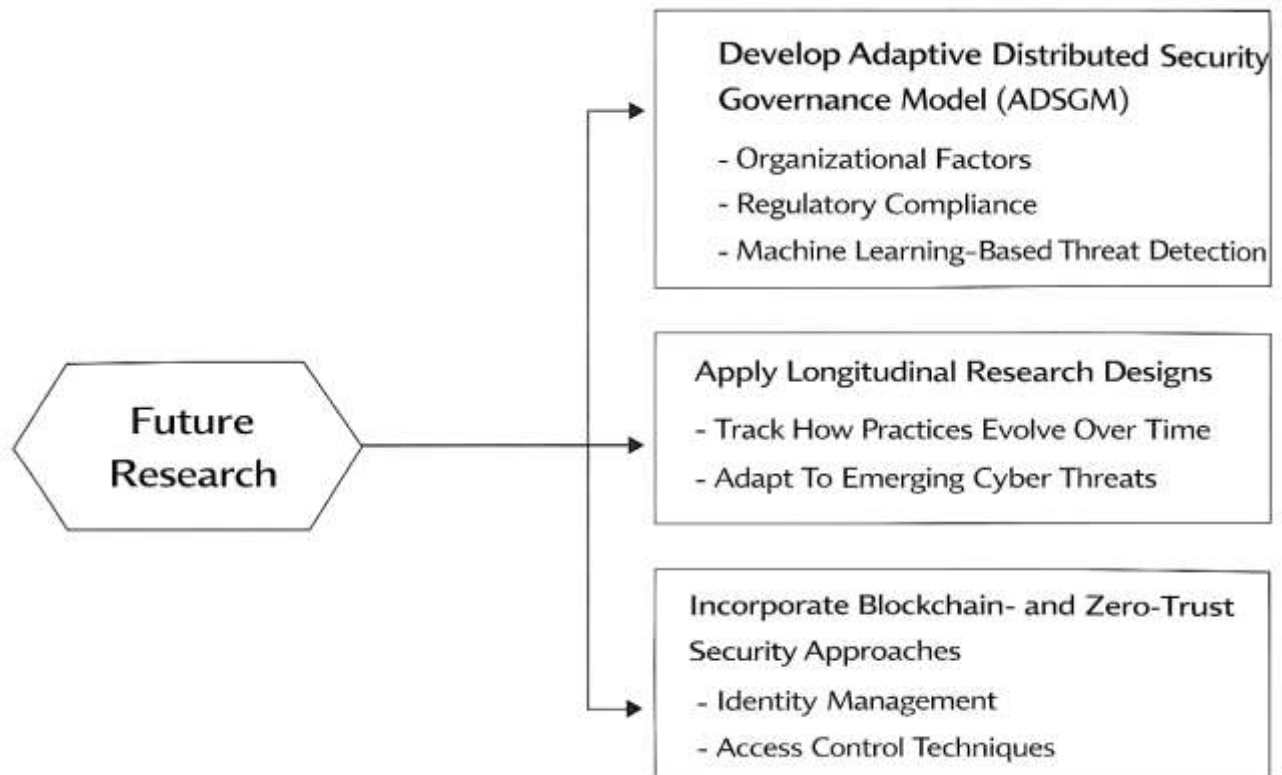 Future
Research
Develop Adaptive Distributed Security
Governance Model (ADSGM)
- Organizational Factors
- Regulatory Compliance
- Machine Learning-Based Threat Detection
Apply Longitudinal Research Designs
- Track How Practices Evolve Over Time
- Adapt To Emerging Cyber Threats
Incorporate Blockchain- and Zero-Trust
Security Approaches
- Identity Management
- Access Control Techniques